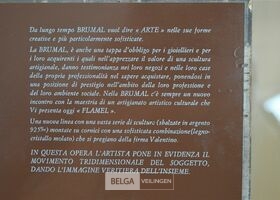 Da lungo tempo BRUMAL vuol dire « ARTE » nelle sue forme
creative e più particolarmente sofisticate.
La BRUMAL, è anche una tappa d'obbligo per i gioiellieri e per
i loro acquirenti i quali nell'apprezzare il valore di una scultura
artigianale, danno testimonianza nei loro negozi e nelle loro case
della propria professionalità nel sapere acquistare, ponendosi in
una posizione di prestigio nell'ambito della loro professione e
del loro ambiente sociale. Nella BRUMAL c'è sempre un nuovo
incontro con la maestria di un artigianato artistico culturale che
Vi presenta oggi « FLAMEL ».
Una nuova linea con una vasta serie di sculture (sbalzate in argento
925‰) montate su cornici con una sofisticata combinazione (legno-
cristallo molato) che si pregiano della firma Valentino.
IN QUESTA OPERA L'ARTISTA PONE IN EVIDENZA IL
MOVIMENTO TRIDIMENSIONALE DEL SOGGETTO,
DANDO L'IMMAGINE VERITIERA DELL'INSIEME.
BELGA VEILINGEN